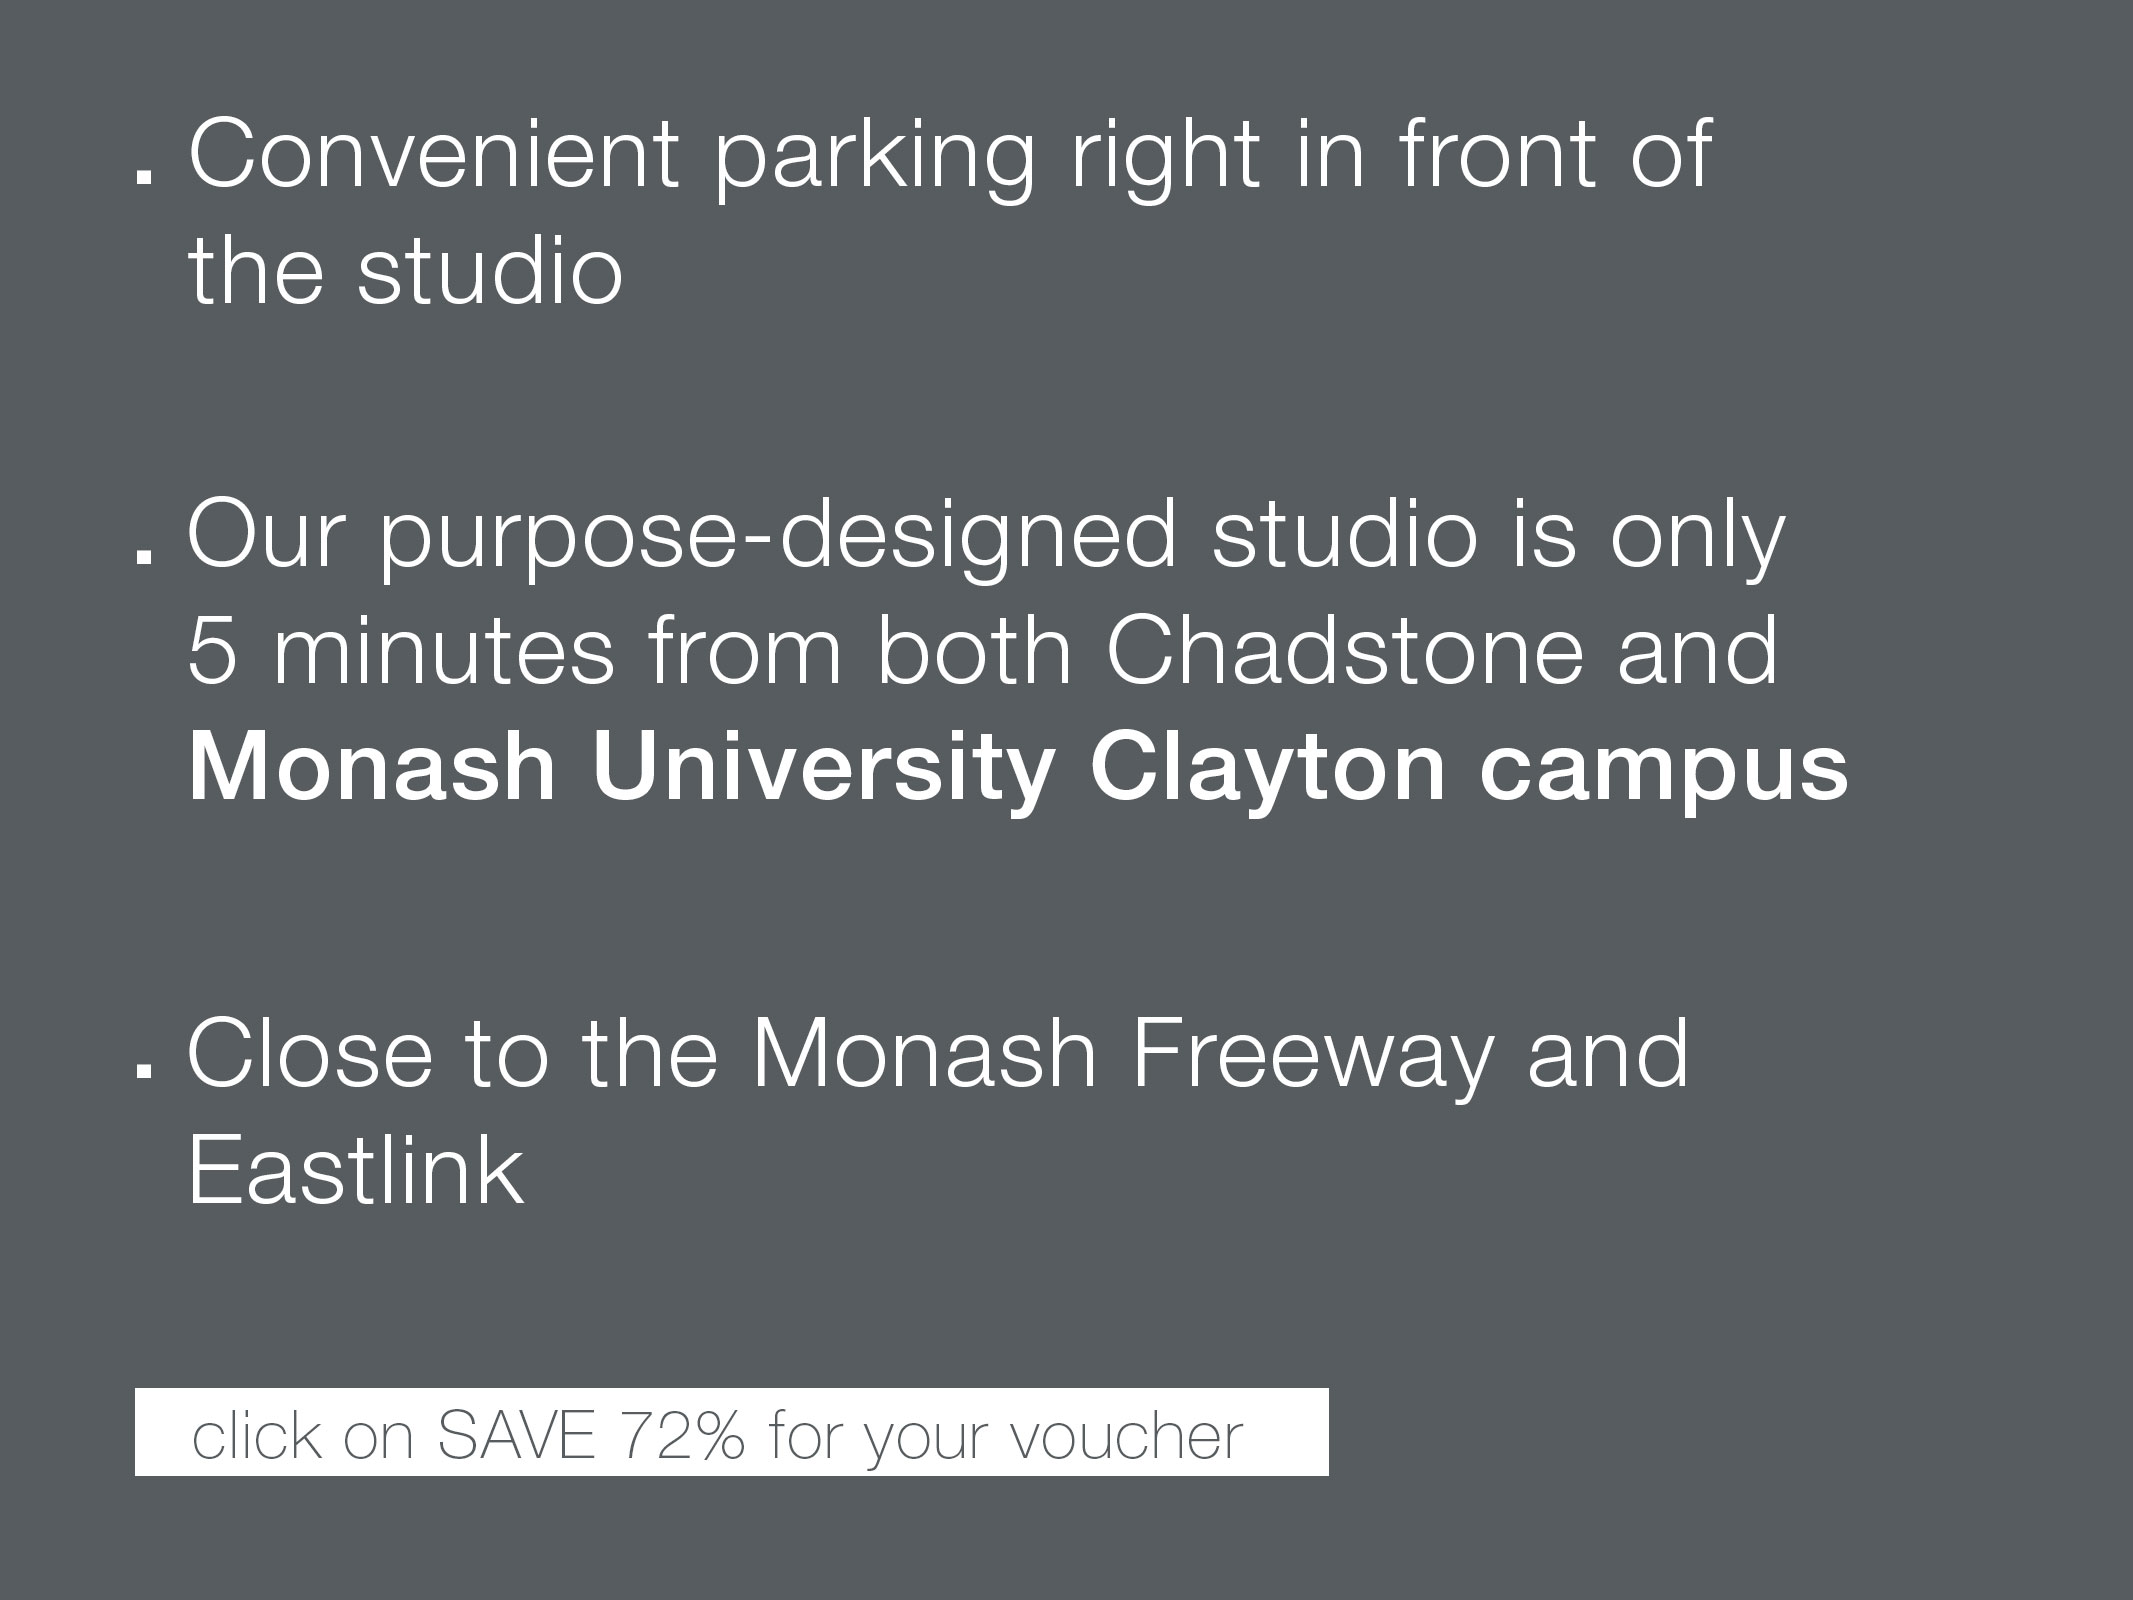 . Convenient parking right in front of
the studio
. Our purpose-designed studio is only
5 minutes from both Chadstone and
Monash University Clayton campus
. Close to the Monash Freeway and
Eastlink
click on SAVE 72% for your voucher